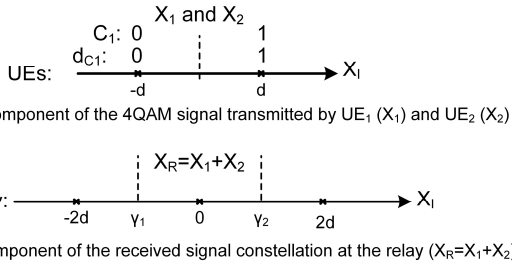 X₁ and X₂
C₁: 0 1
d_C1: 0 1
UEs: X_I
-d d
omponent of the 4QAM signal transmitted by UE₁ (X₁) and UE₂ (X₂)
X_R=X₁+X₂
y: X_I
-2d γ₁ 0 γ₂ 2d
mponent of the received signal constellation at the relay (X_R=X₁+X₂)